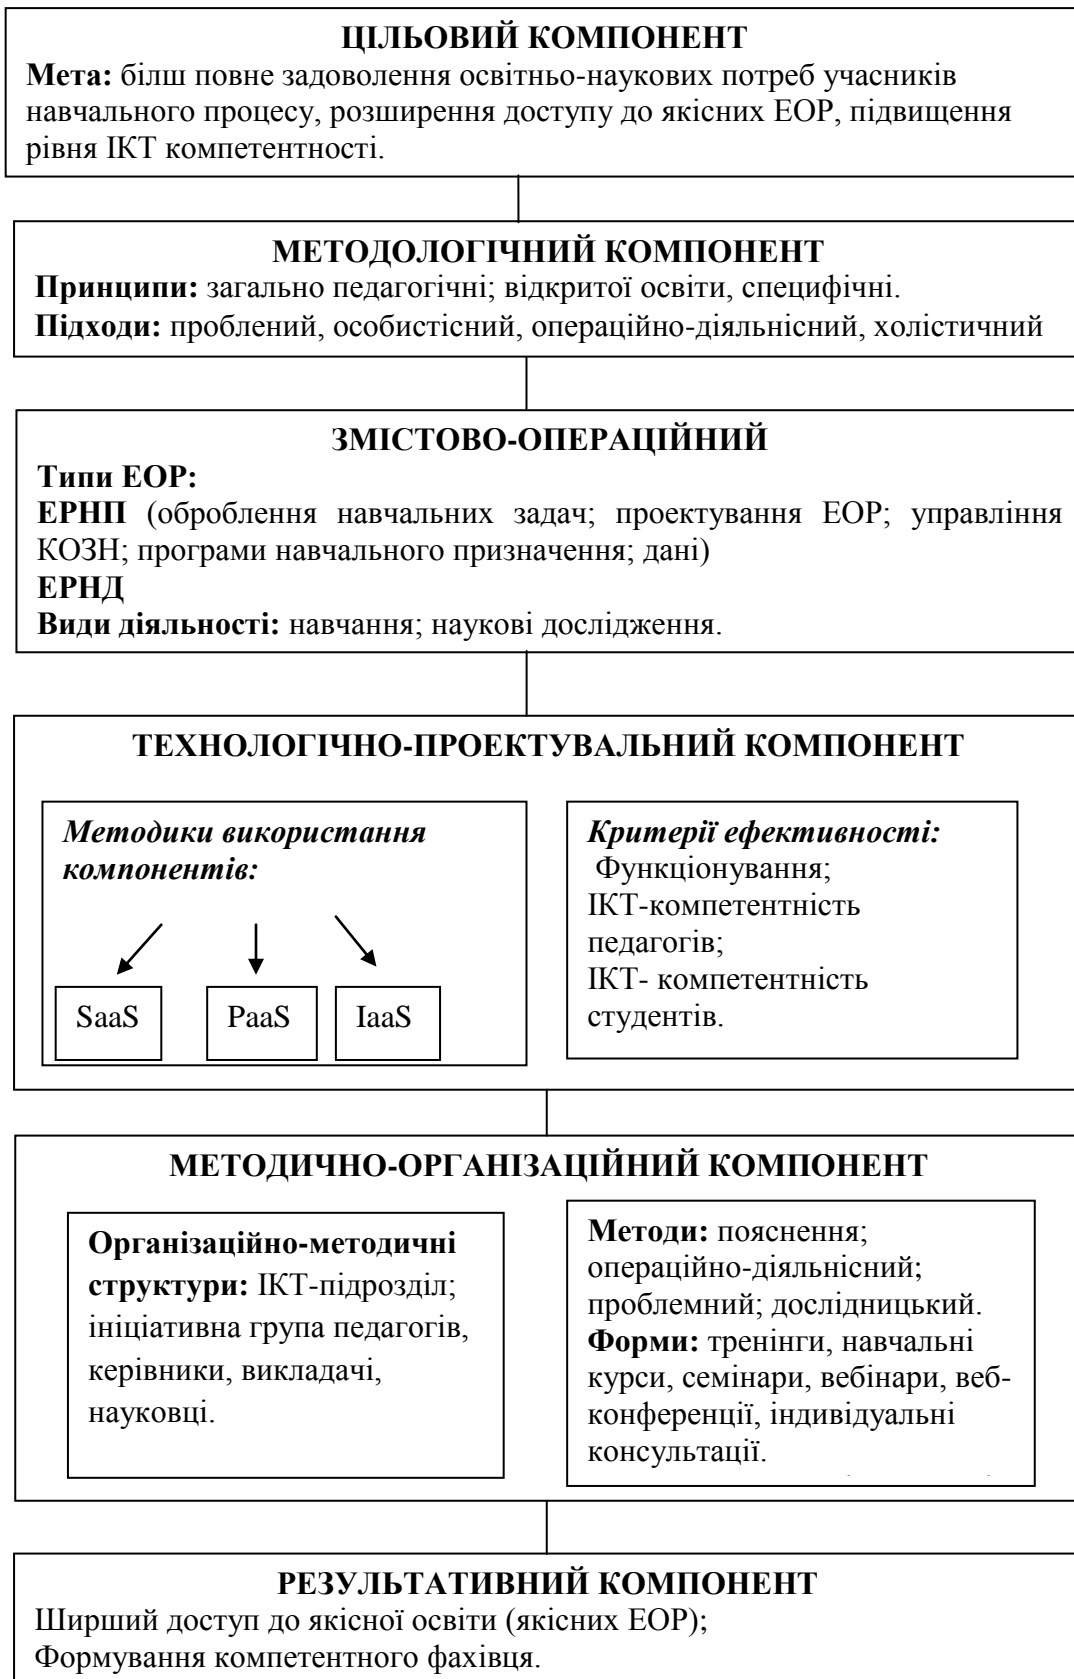 ЦІЛЬОВИЙ КОМПОНЕНТ
Мета: білш повне задоволення освітньо-наукових потреб учасників
навчального процесу, розширення доступу до якісних ЕОР, підвищення
рівня ІКТ компетентності.
МЕТОДОЛОГІЧНИЙ КОМПОНЕНТ
Принципи: загально педагогічні; відкритої освіти, специфічні.
Підходи: проблений, особистісний, операційно-діяльнісний, холістичний
ЗМІСТОВО-ОПЕРАЦІЙНИЙ
Типи ЕОР:
ЕРНП (оброблення навчальних задач; проектування ЕОР; управління
КОЗН; програми навчального призначення; дані)
ЕРНД
Види діяльності: навчання; наукові дослідження.
ТЕХНОЛОГІЧНО-ПРОЕКТУВАЛЬНИЙ КОМПОНЕНТ
Методики використання
компонентів:
SaaS
PaaS
IaaS
Критерії ефективності:
Функціонування;
ІКТ-компетентність
педагогів;
ІКТ- компетентність
студентів.
МЕТОДИЧНО-ОРГАНІЗАЦІЙНИЙ КОМПОНЕНТ
Організаційно-методичні
структури: ІКТ-підрозділ;
ініціативна група педагогів,
керівники, викладачі,
науковці.
Методи: пояснення;
операційно-діяльнісний;
проблемний; дослідницький.
Форми: тренінги, навчальні
курси, семінари, вебінари, веб-
конференції, індивідуальні
консультації.
РЕЗУЛЬТАТИВНИЙ КОМПОНЕНТ
Ширший доступ до якісної освіти (якісних ЕОР);
Формування компетентного фахівця.